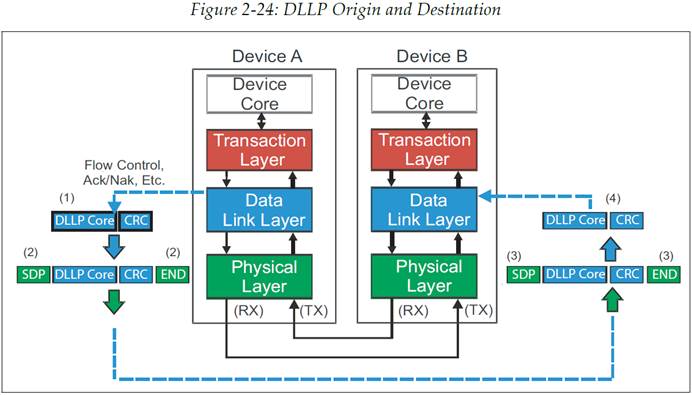 Figure 2-24: DLLP Origin and Destination
Device A
Device B
Device
Core
Device
Core
Transaction
Layer
Transaction
Layer
Flow Control,
Ack/Nak, Etc.
(1)
(4)
DLLP Core CRC
Data
Link Layer
Data
Link Layer
DLLP Core CRC
(2) (2)
(3) (3)
SDP DLLP Core CRC END
Physical
Layer
Physical
Layer
SDP DLLP Core CRC END
(RX) (TX) (RX) (TX)